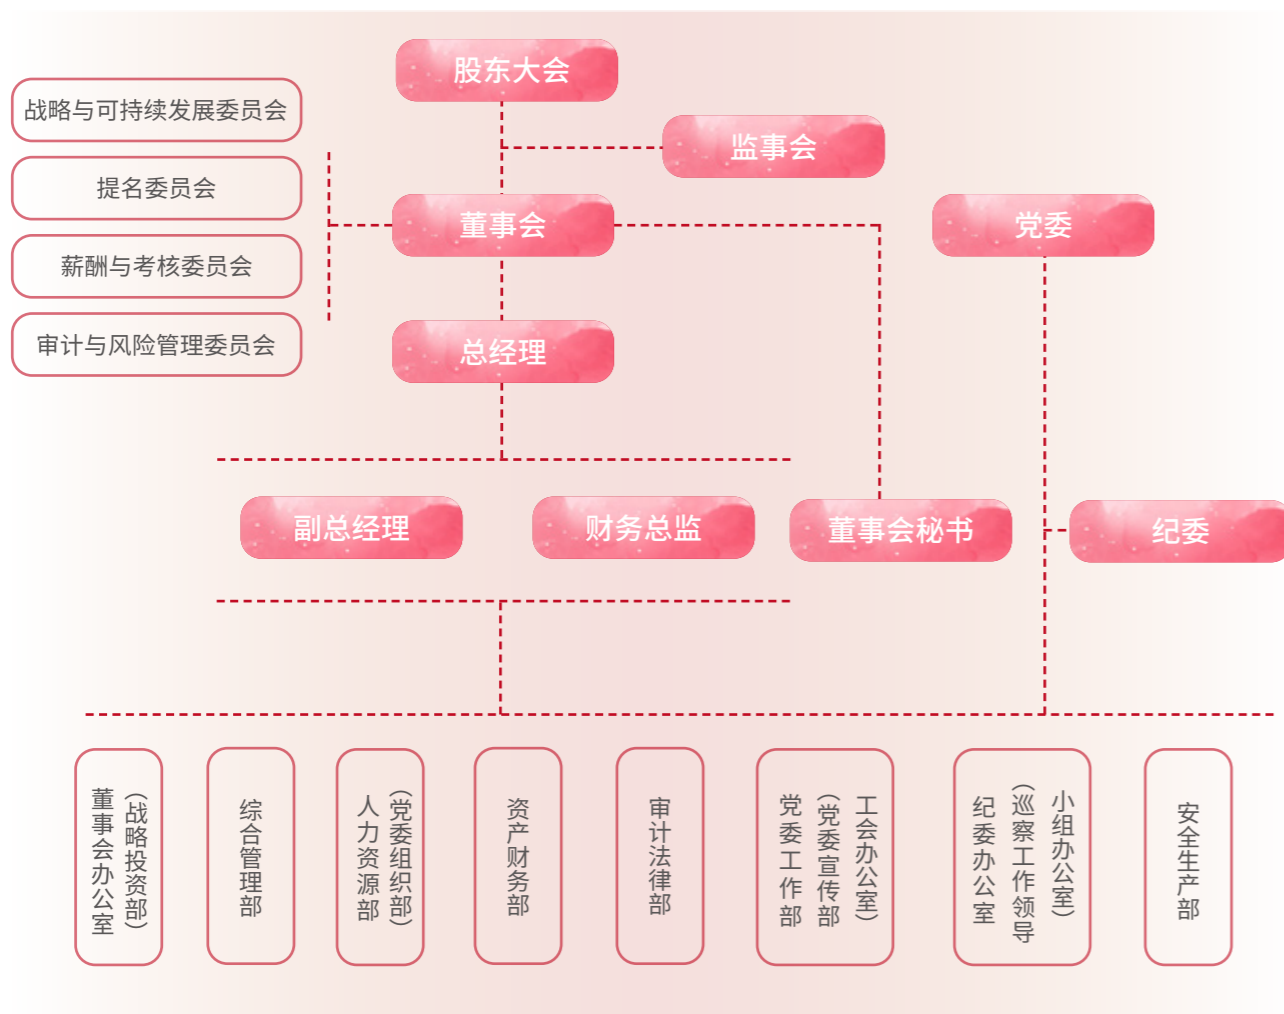 股东大会
战略与可持续发展委员会
监事会
提名委员会
董事会
党委
薪酬与考核委员会
总经理
审计与风险管理委员会
副总经理
财务总监
董事会秘书
纪委
董事会办公室
（战略投资部）
综合管理部
人力资源部
（党委组织部）
资产财务部
审计法律部
党委工作部
（党委宣传部
工会办公室）
纪委办公室
（巡察工作领导
小组办公室）
安全生产部